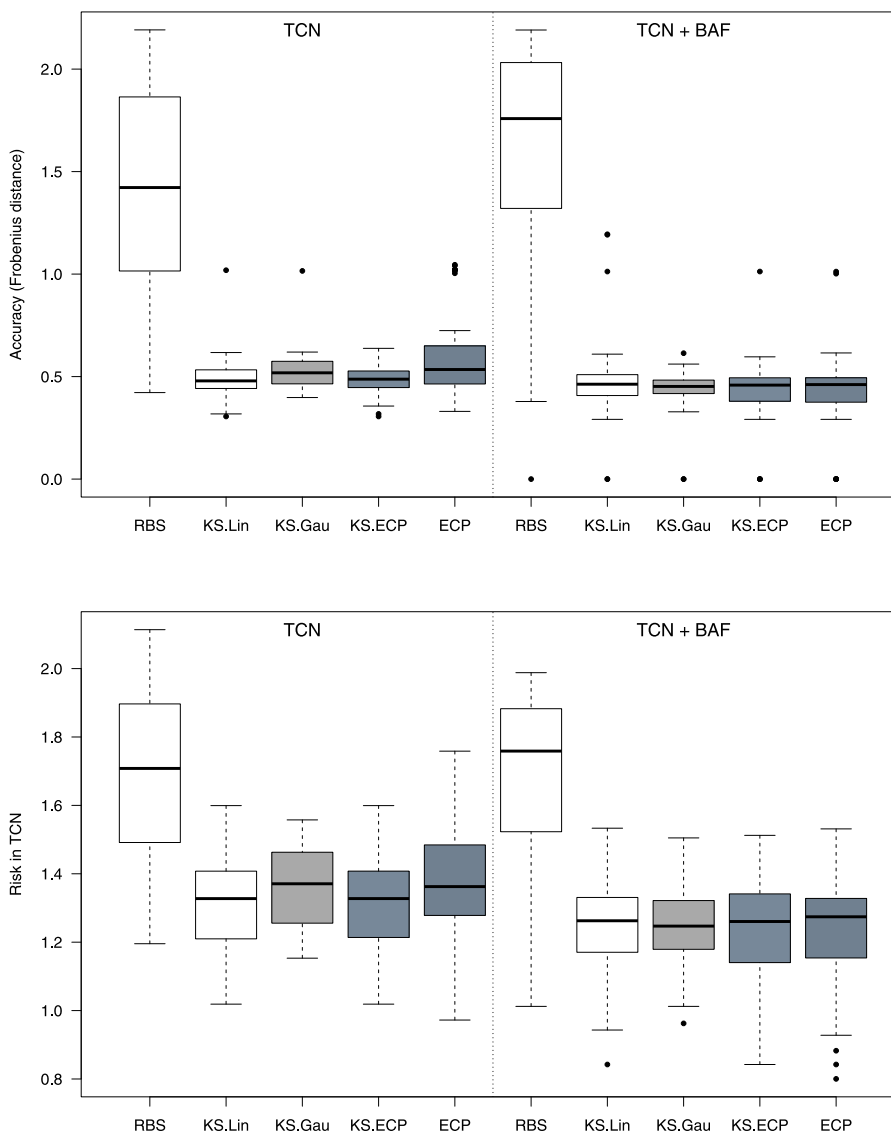 TCN TCN + BAF
Accuracy (Frobenius distance)
2.0
1.5
1.0
0.5
0.0
RBS KS.Lin KS.Gau KS.ECP ECP RBS KS.Lin KS.Gau KS.ECP ECP
TCN TCN + BAF
Risk in TCN
2.0
1.8
1.6
1.4
1.2
1.0
0.8
RBS KS.Lin KS.Gau KS.ECP ECP RBS KS.Lin KS.Gau KS.ECP ECP